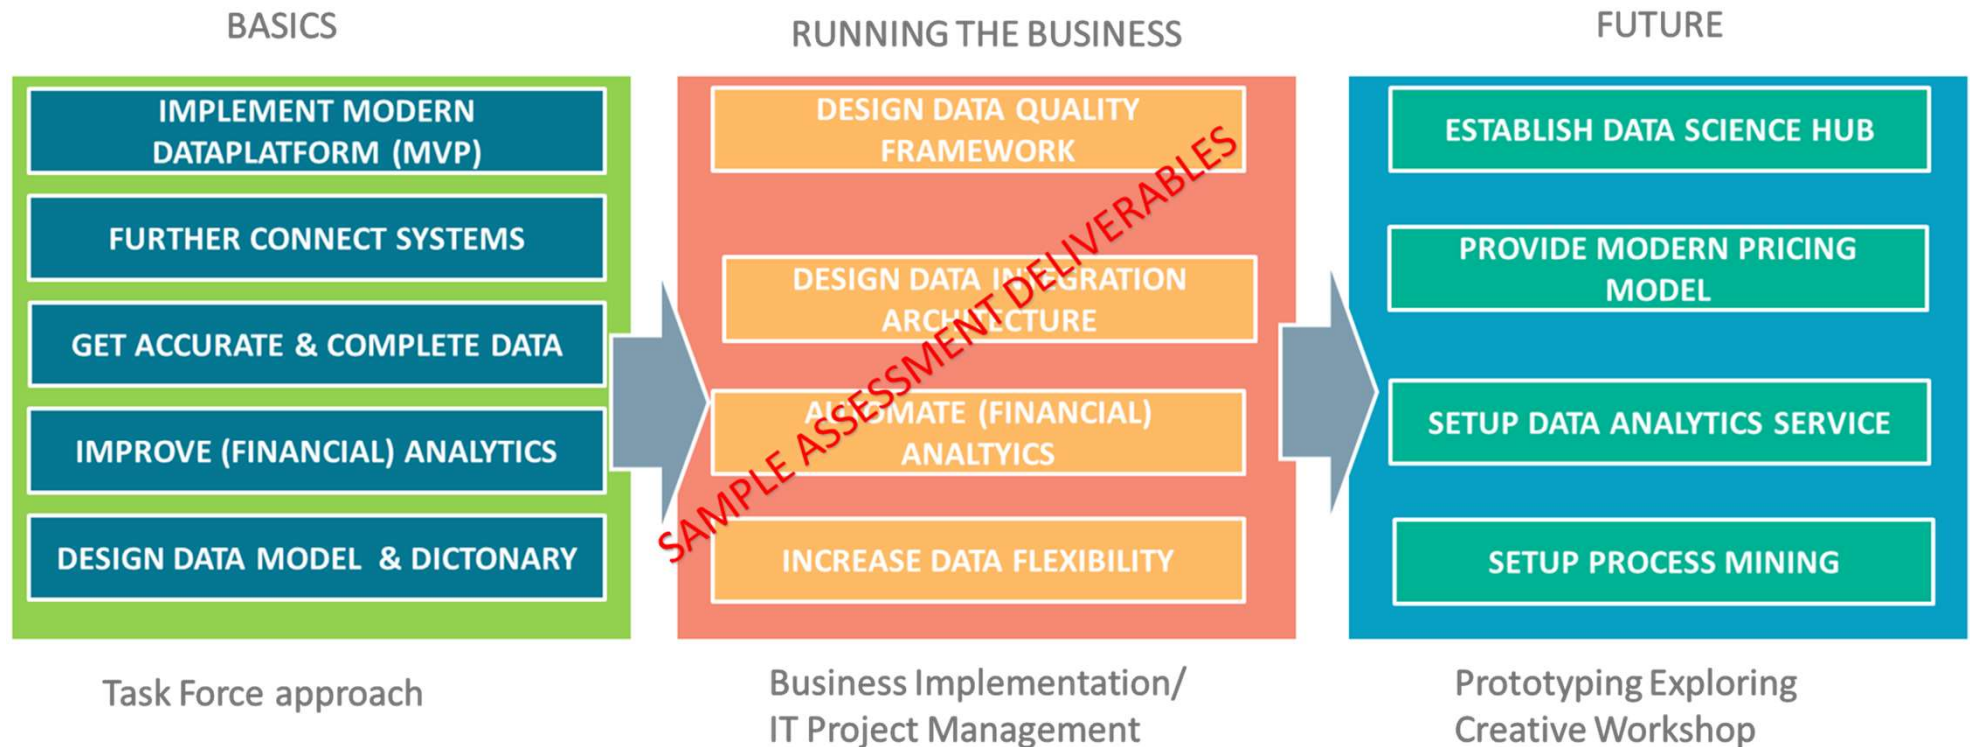 BASICS
IMPLEMENT MODERN
DATAPLATFORM (MVP)
FURTHER CONNECT SYSTEMS
GET ACCURATE & COMPLETE DATA
IMPROVE (FINANCIAL) ANALYTICS
DESIGN DATA MODEL & DICTONARY
Task Force approach
RUNNING THE BUSINESS
DESIGN DATA QUALITY
FRAMEWORK
DESIGN DATA INTEGRATION
ARCHITECTURE
AUTOMATE (FINANCIAL)
ANALTYICS
INCREASE DATA FLEXIBILITY
SAMPLE ASSESSMENT DELIVERABLES
Business Implementation/
IT Project Management
FUTURE
ESTABLISH DATA SCIENCE HUB
PROVIDE MODERN PRICING
MODEL
SETUP DATA ANALYTICS SERVICE
SETUP PROCESS MINING
Prototyping Exploring
Creative Workshop